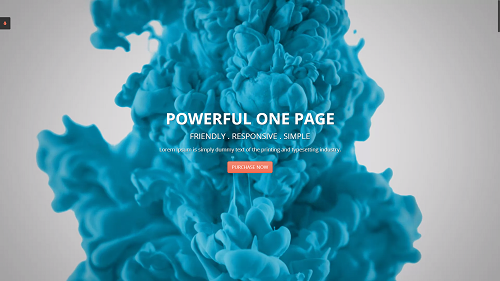 POWERFUL ONE PAGE
FRIENDLY . RESPONSIVE . SIMPLE
Lorem Ipsum is simply dummy text of the printing and typesetting industry.
PURCHASE NOW